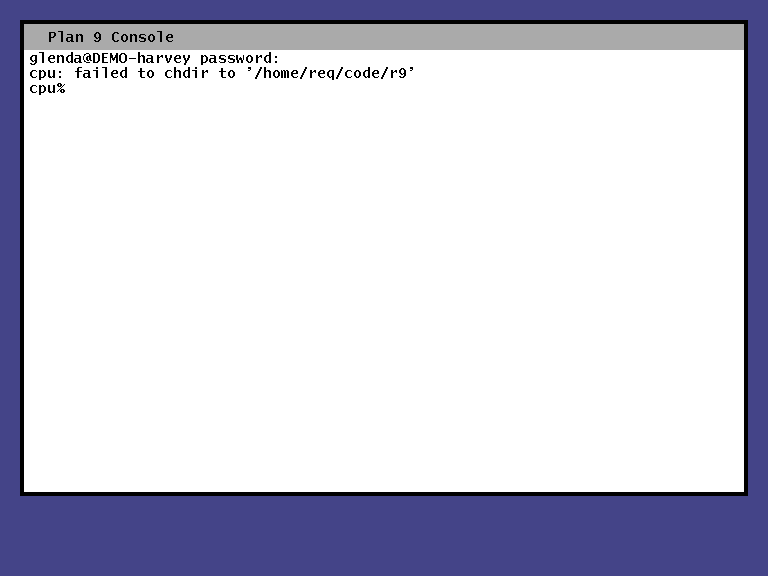 Plan 9 Console
glenda@DEMO-harvey password:
cpu: failed to chdir to '/home/req/code/r9'
cpu%